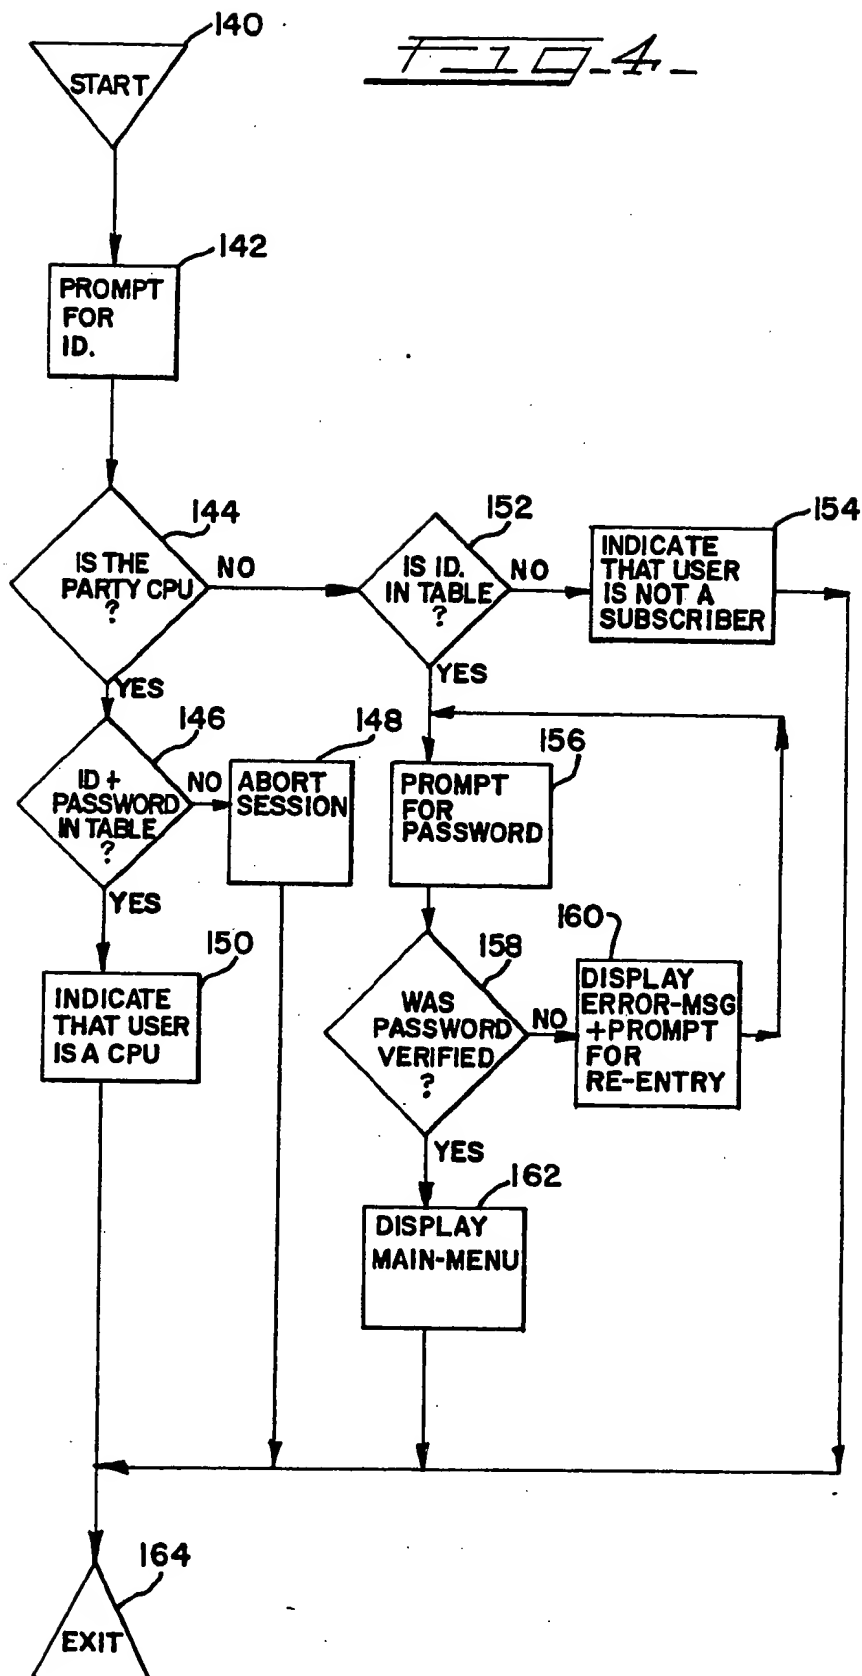 140
Fig. 4.
START
142
PROMPT
FOR
ID.
144
IS THE
PARTY CPU
?
NO
YES
152
IS ID.
IN TABLE
?
NO
YES
154
INDICATE
THAT USER
IS NOT A
SUBSCRIBER
146
ID +
PASSWORD
IN TABLE
?
NO
YES
148
ABORT
SESSION
156
PROMPT
FOR
PASSWORD
150
INDICATE
THAT USER
IS A CPU
158
WAS
PASSWORD
VERIFIED
?
NO
YES
160
DISPLAY
ERROR-MSG
+PROMPT
FOR
RE-ENTRY
162
DISPLAY
MAIN-MENU
164
EXIT